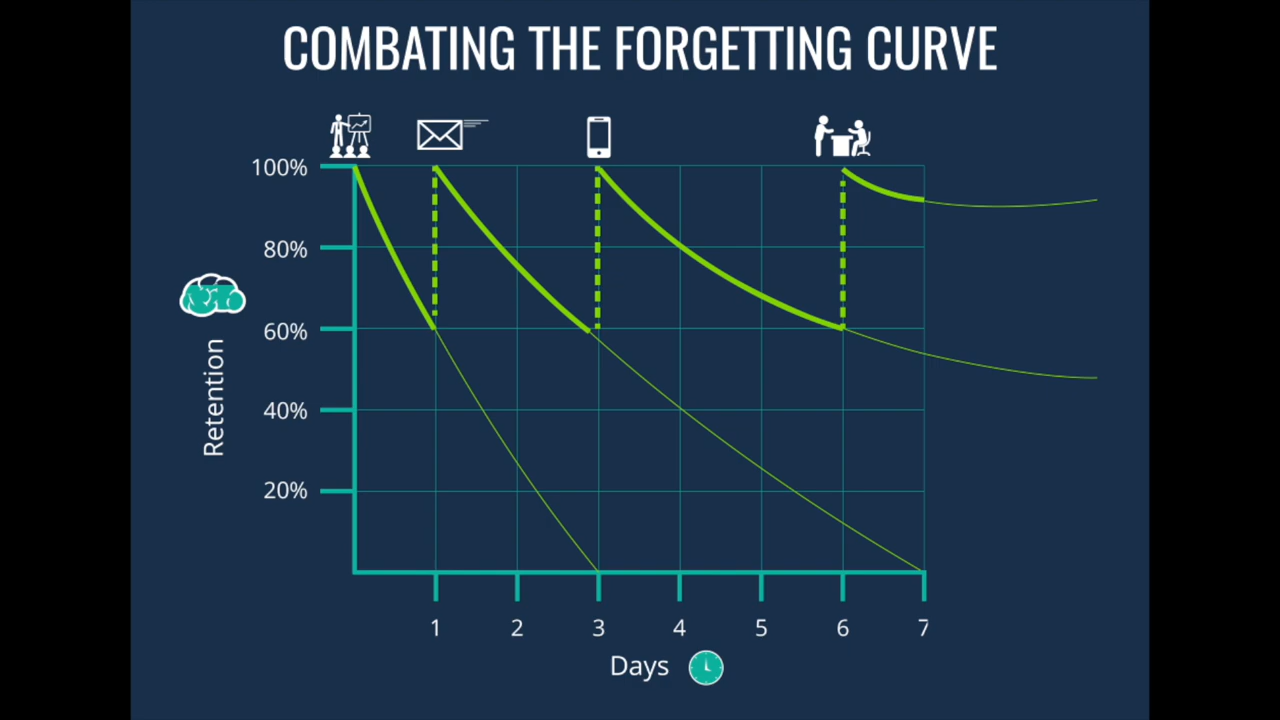 COMBATING THE FORGETTING CURVE
100%
80%
60%
40%
20%
Retention
1 2 3 4 5 6 7
Days